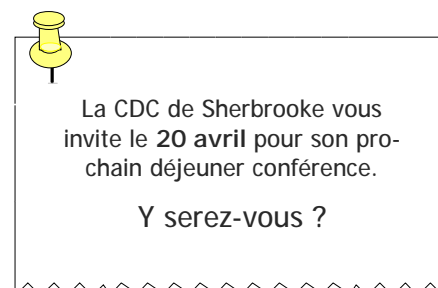 La CDC de Sherbrooke vous
invite le 20 avril pour son pro-
chain déjeuner conférence.
Y serez-vous ?